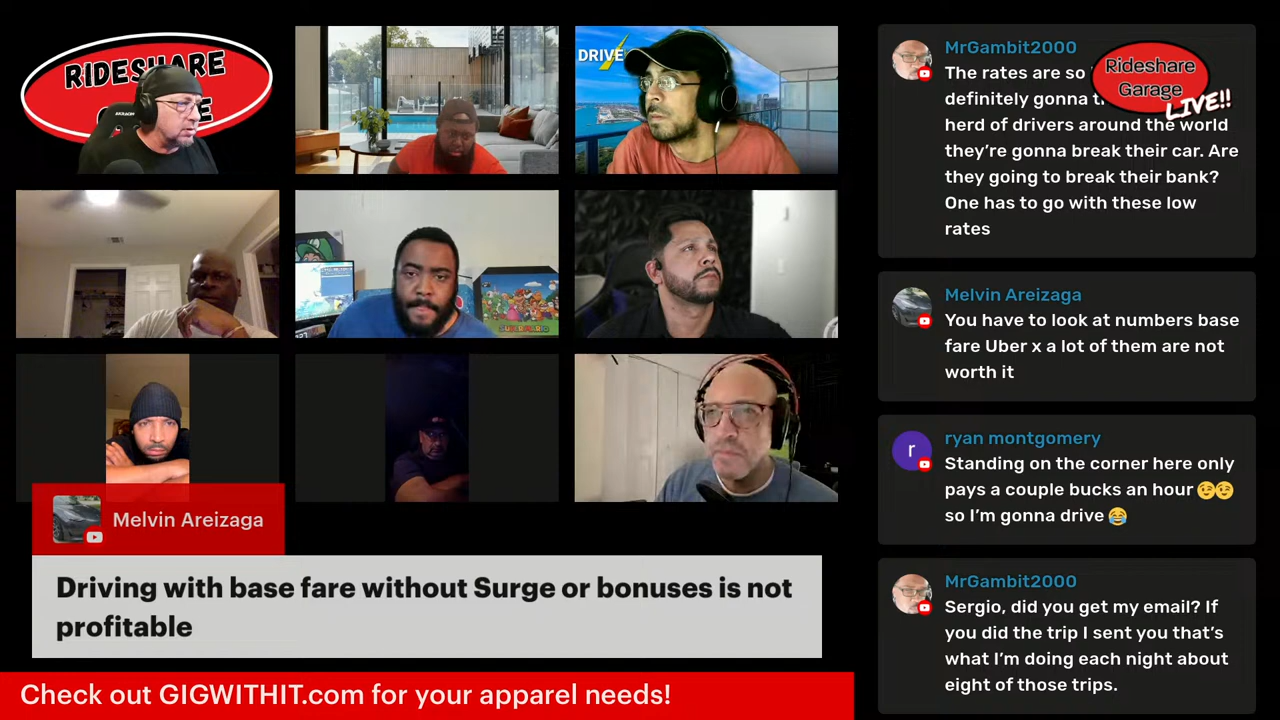 RIDESHARE
DRIVE
SUPER MARIO
Melvin Areizaga
Driving with base fare without Surge or bonuses is not
profitable
Check out GIGWITHIT.com for your apparel needs!
MrGambit2000
The rates are so
definitely gonna
herd of drivers around the world
they’re gonna break their car. Are
they going to break their bank?
One has to go with these low
rates
Rideshare
Garage
LIVE!!
Melvin Areizaga
You have to look at numbers base
fare Uber x a lot of them are not
worth it
r
ryan montgomery
Standing on the corner here only
pays a couple bucks an hour 😉😉
so I’m gonna drive 😂
MrGambit2000
Sergio, did you get my email? If
you did the trip I sent you that’s
what I’m doing each night about
eight of those trips.